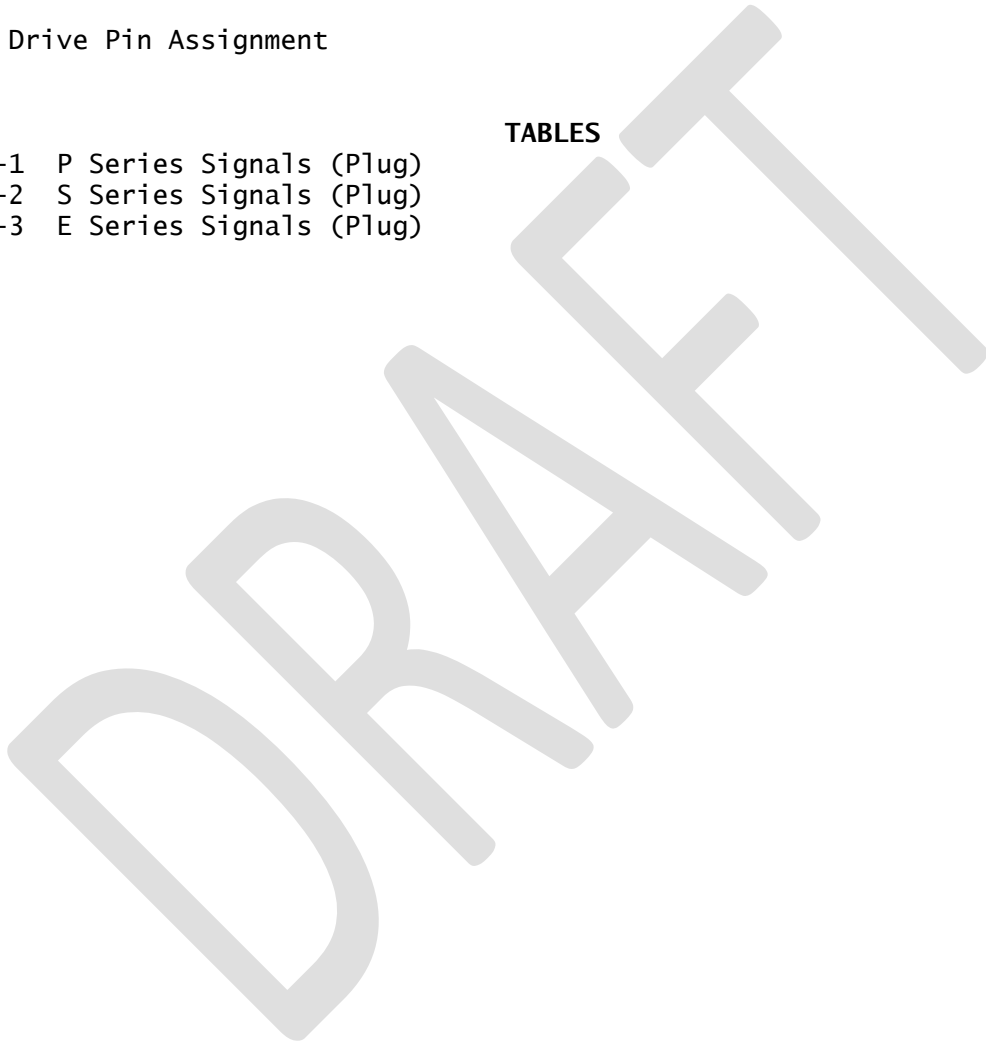 Drive Pin Assignment
TABLES
-1 P Series Signals (Plug)
-2 S Series Signals (Plug)
-3 E Series Signals (Plug)
DRAFT